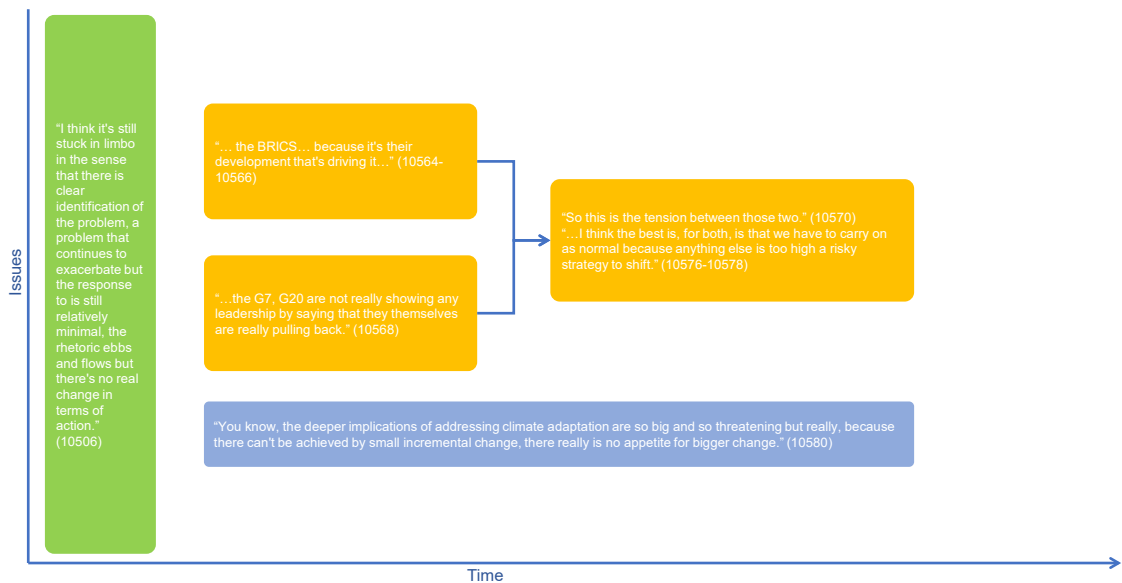 Issues
“I think it's still
stuck in limbo
in the sense
that there is
clear
identification of
the problem, a
problem that
continues to
exacerbate but
the response
to is still
relatively
minimal, the
rhetoric ebbs
and flows but
there's no real
change in
terms of
action.”
(10506)
“… the BRICS… because it's their
development that's driving it…” (10564-
10566)
“…the G7, G20 are not really showing any
leadership by saying that they themselves
are really pulling back.” (10568)
“So this is the tension between those two.” (10570)
“…I think the best is, for both, is that we have to carry on
as normal because anything else is too high a risky
strategy to shift.” (10576-10578)
“You know, the deeper implications of addressing climate adaptation are so big and so threatening but really, because
there can't be achieved by small incremental change, there really is no appetite for bigger change.” (10580)
Time